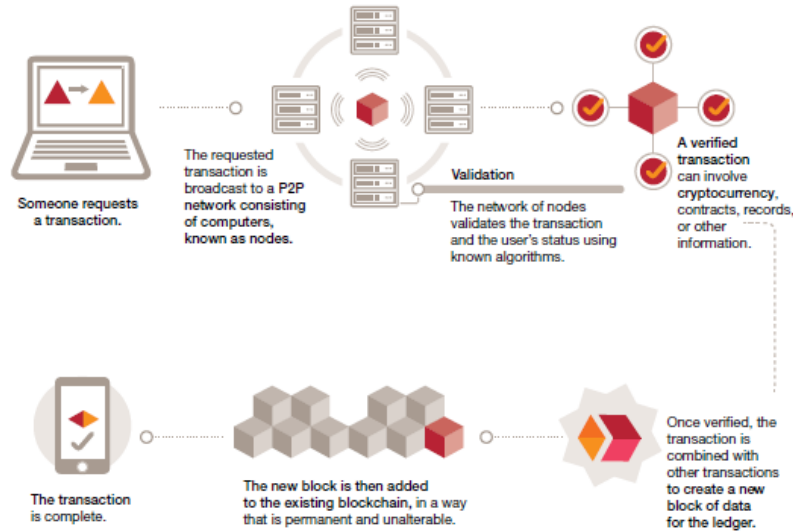 Someone requests
a transaction.
The requested
transaction is
broadcast to a P2P
network consisting
of computers,
known as nodes.
Validation
The network of nodes
validates the transaction
and the user's status using
known algorithms.
A verified
transaction
can involve
cryptocurrency,
contracts, records,
or other
information.
Once verified, the
transaction is
combined with
other transactions
to create a new
block of data
for the ledger.
The new block is then added
to the existing blockchain, in a way
that is permanent and unalterable.
The transaction
is complete.